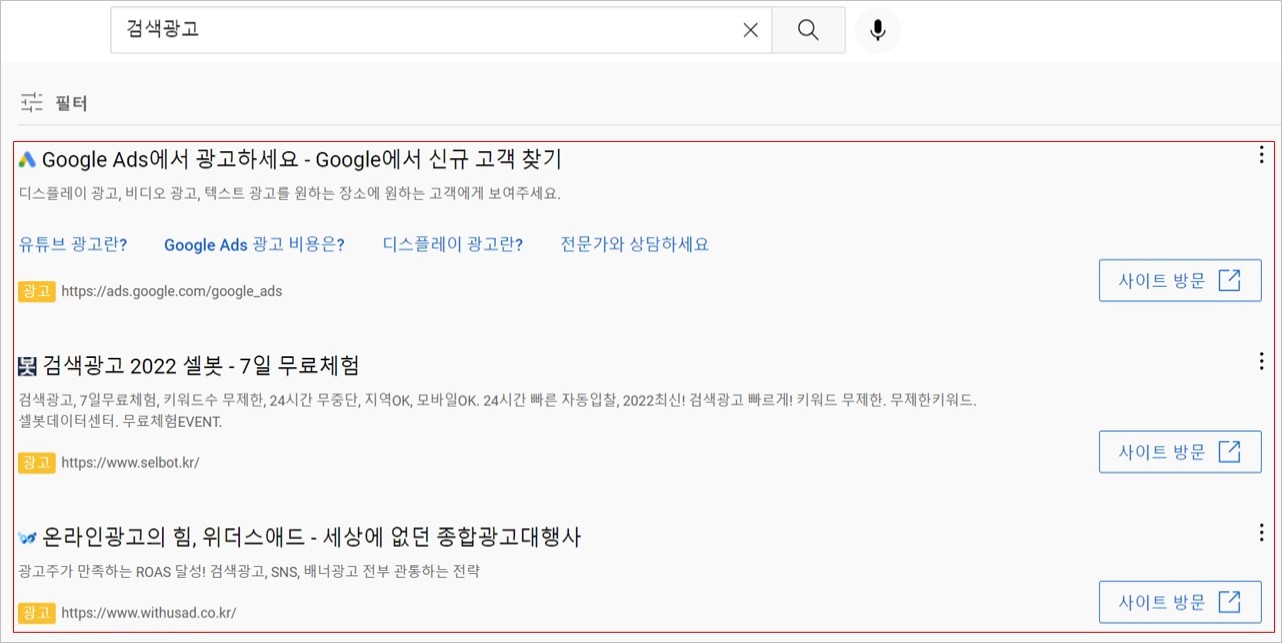 검색광고
필터
Google Ads에서 광고하세요 - Google에서 신규 고객 찾기
디스플레이 광고, 비디오 광고, 텍스트 광고를 원하는 장소에 원하는 고객에게 보여주세요.
유튜브 광고란? Google Ads 광고 비용은? 디스플레이 광고란? 전문가와 상담하세요
광고 https://ads.google.com/google_ads 사이트 방문
봇 검색광고 2022 셀봇 - 7일 무료체험
검색광고, 7일무료체험, 키워드수 무제한, 24시간 무중단, 지역OK, 모바일OK. 24시간 빠른 자동입찰, 2022최신! 검색광고 빠르게! 키워드 무제한. 무제한키워드.
셀봇데이터센터. 무료체험EVENT.
광고 https://www.selbot.kr/ 사이트 방문
온라인광고의 힘, 위더스애드 - 세상에 없던 종합광고대행사
광고주가 만족하는 ROAS 달성! 검색광고, SNS, 배너광고 전부 관통하는 전략
광고 https://www.withusad.co.kr/ 사이트 방문